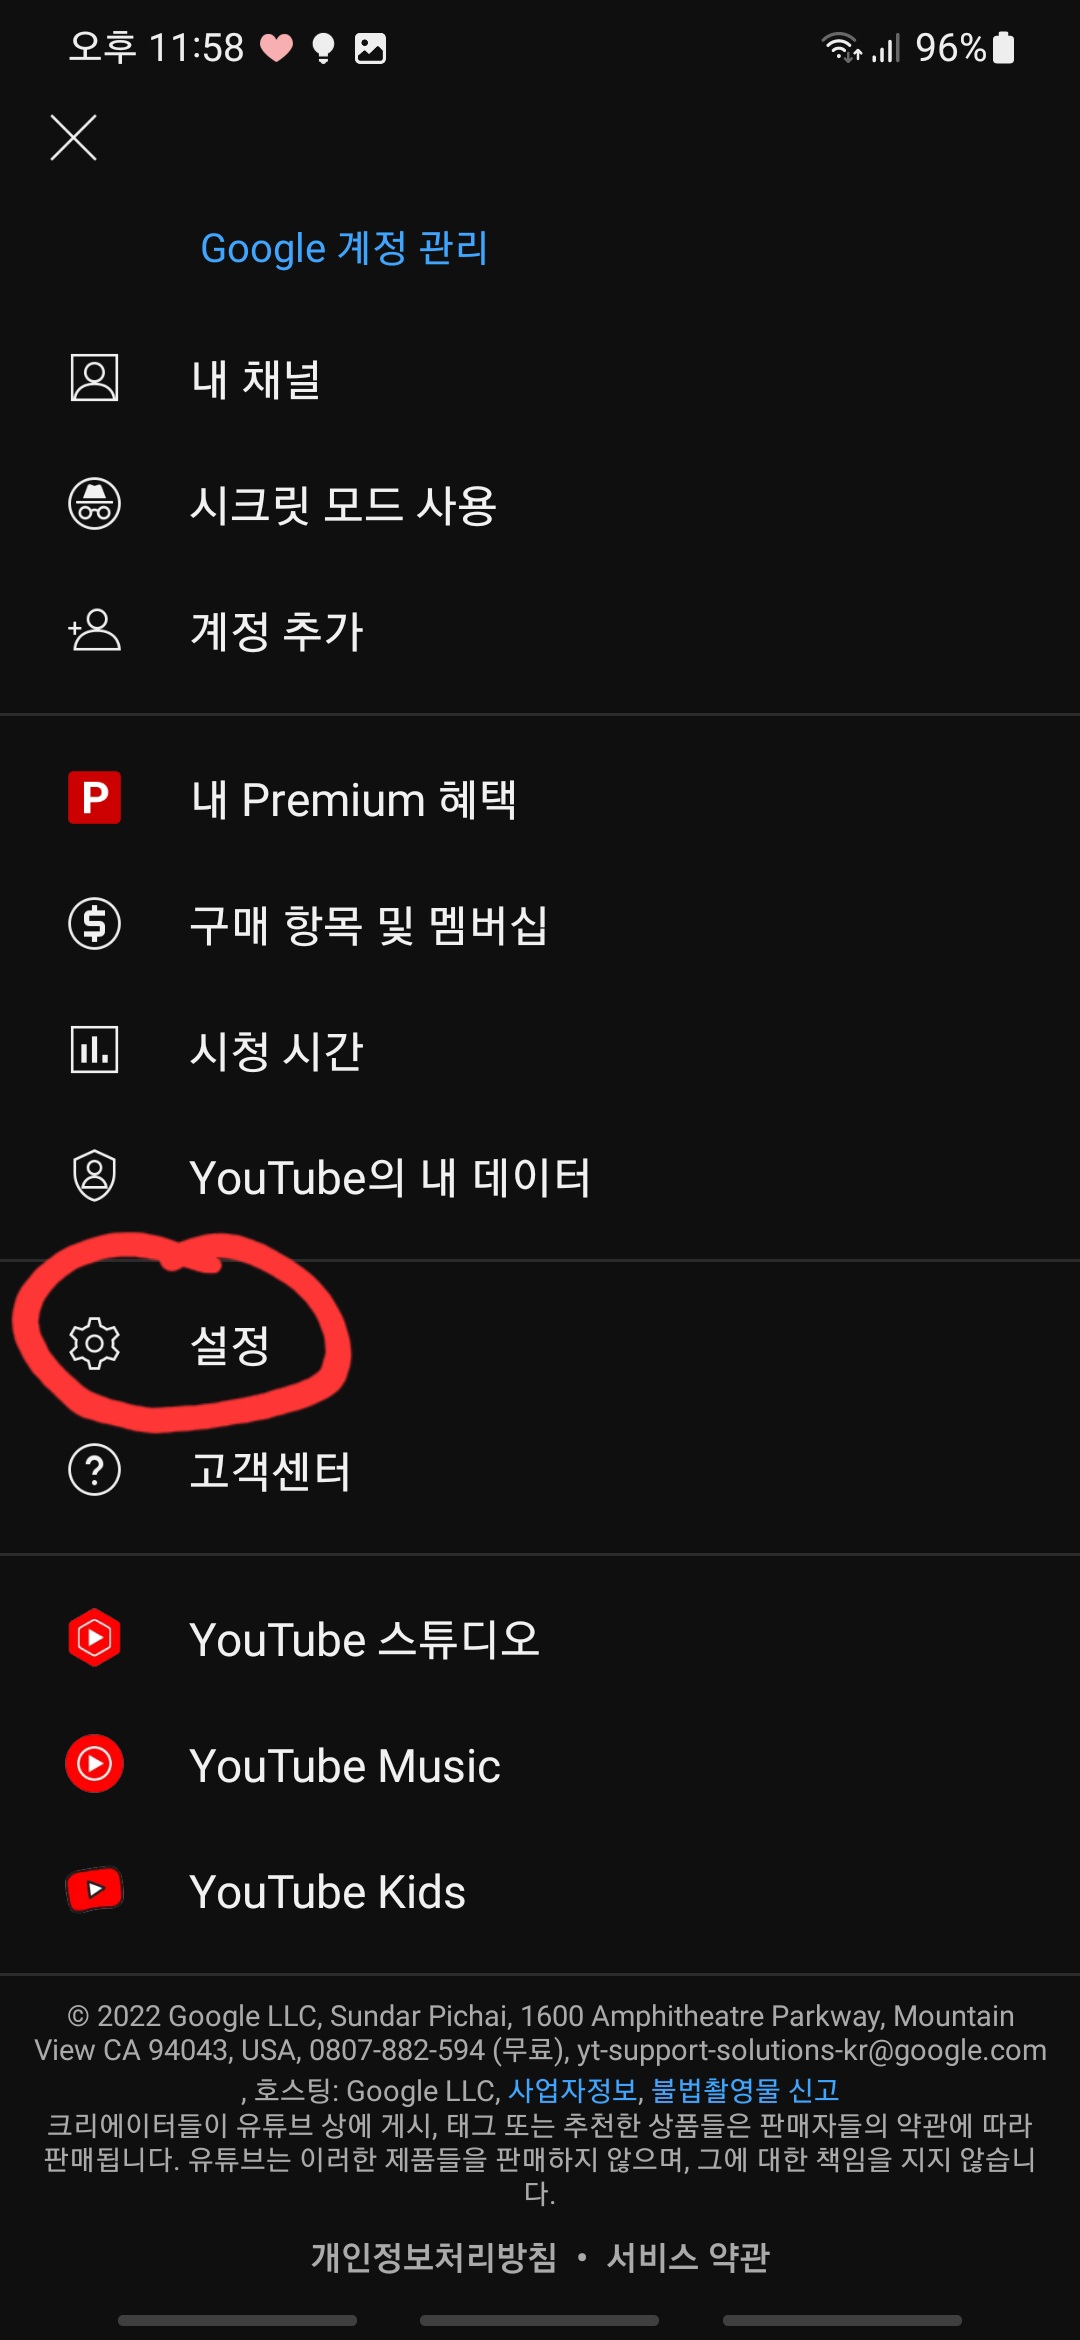 오후 11:58
96%
Google 계정 관리
내 채널
시크릿 모드 사용
계정 추가
P
내 Premium 혜택
구매 항목 및 멤버십
시청 시간
YouTube의 내 데이터
설정
고객센터
YouTube 스튜디오
YouTube Music
YouTube Kids
© 2022 Google LLC, Sundar Pichai, 1600 Amphitheatre Parkway, Mountain
View CA 94043, USA, 0807-882-594 (무료), yt-support-solutions-kr@google.com
, 호스팅: Google LLC, 사업자정보, 불법촬영물 신고
크리에이터들이 유튜브 상에 게시, 태그 또는 추천한 상품들은 판매자들의 약관에 따라
판매됩니다. 유튜브는 이러한 제품들을 판매하지 않으며, 그에 대한 책임을 지지 않습니
다.
개인정보처리방침 • 서비스 약관